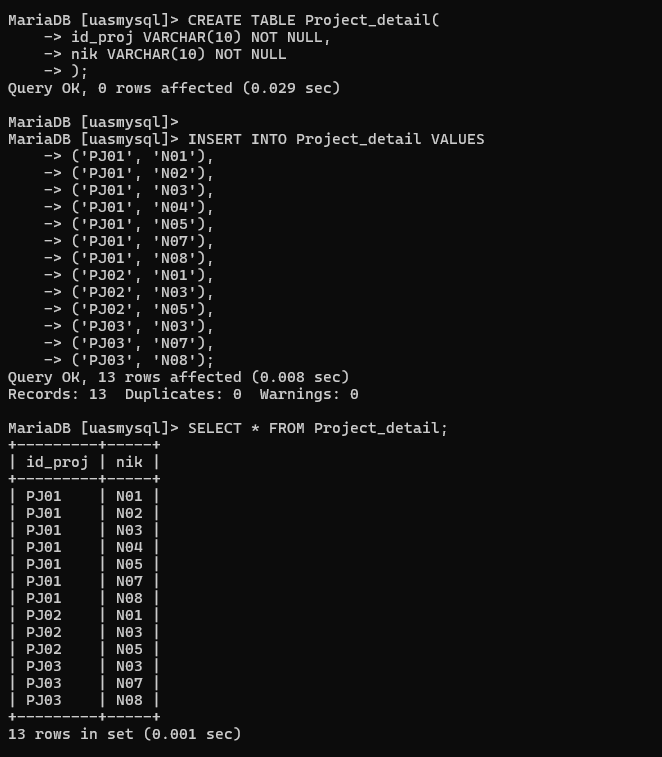 MariaDB [uasmysql]> CREATE TABLE Project_detail(
    -> id_proj VARCHAR(10) NOT NULL,
    -> nik VARCHAR(10) NOT NULL
    -> );
Query OK, 0 rows affected (0.029 sec)

MariaDB [uasmysql]>
MariaDB [uasmysql]> INSERT INTO Project_detail VALUES
    -> ('PJ01', 'N01'),
    -> ('PJ01', 'N02'),
    -> ('PJ01', 'N03'),
    -> ('PJ01', 'N04'),
    -> ('PJ01', 'N05'),
    -> ('PJ01', 'N07'),
    -> ('PJ01', 'N08'),
    -> ('PJ02', 'N01'),
    -> ('PJ02', 'N03'),
    -> ('PJ02', 'N05'),
    -> ('PJ03', 'N03'),
    -> ('PJ03', 'N07'),
    -> ('PJ03', 'N08');
Query OK, 13 rows affected (0.008 sec)
Records: 13  Duplicates: 0  Warnings: 0

MariaDB [uasmysql]> SELECT * FROM Project_detail;
+---------+-----+
| id_proj | nik |
+---------+-----+
| PJ01    | N01 |
| PJ01    | N02 |
| PJ01    | N03 |
| PJ01    | N04 |
| PJ01    | N05 |
| PJ01    | N07 |
| PJ01    | N08 |
| PJ02    | N01 |
| PJ02    | N03 |
| PJ02    | N05 |
| PJ03    | N03 |
| PJ03    | N07 |
| PJ03    | N08 |
+---------+-----+
13 rows in set (0.001 sec)